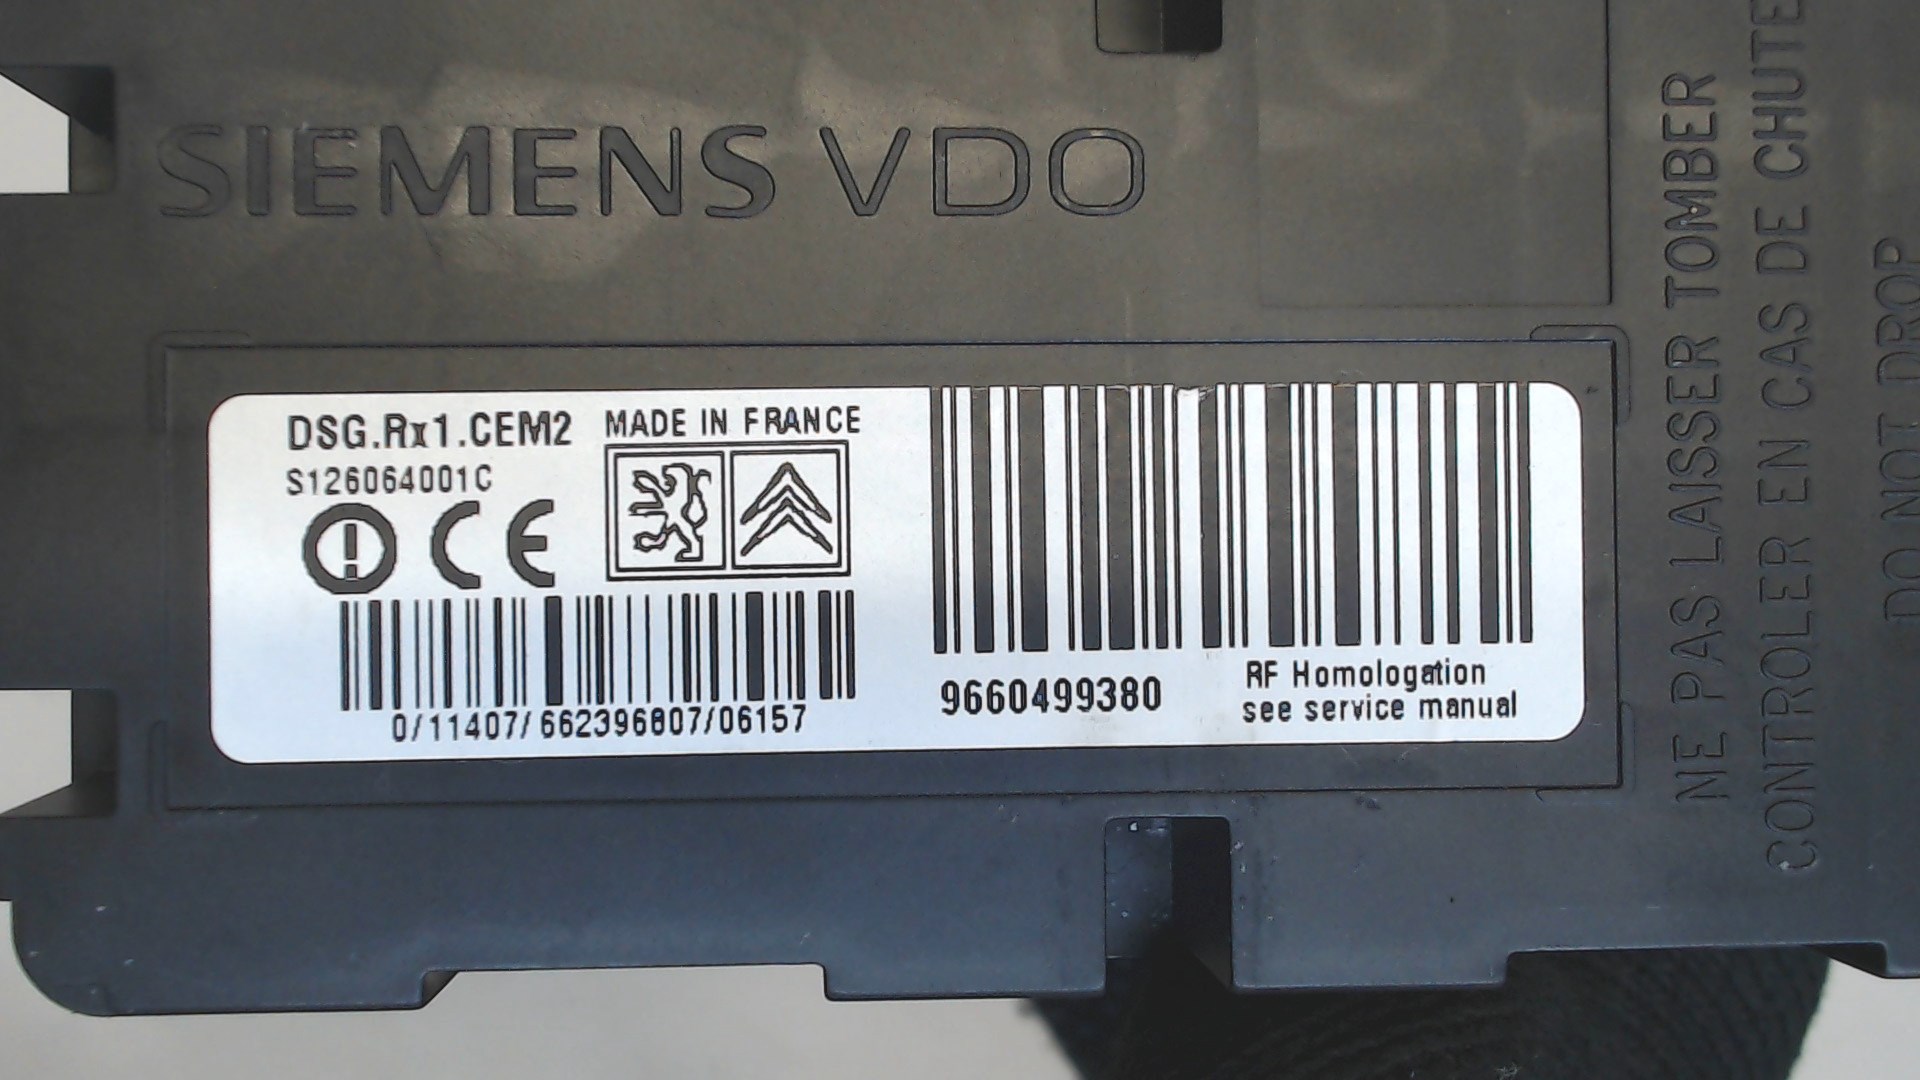 SIEMENS VDO
DSG.Rx1.CEM2
MADE IN FRANCE
S126064001C
CE
0/11407/662396807/06157
9660499380
RF Homologation
see service manual
NE PAS LAISSER TOMBER
CONTROLER EN CAS DE CHUTE
DO NOT DROP